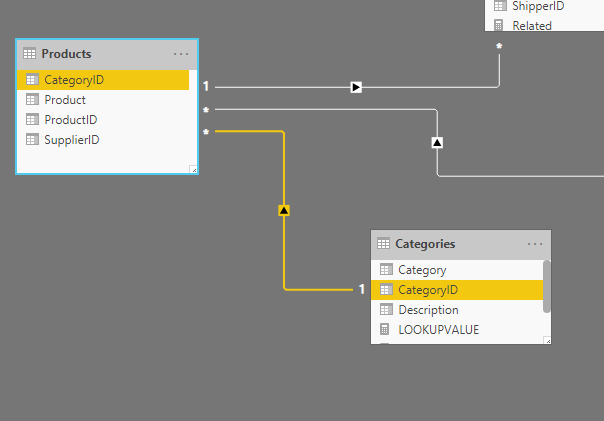 ShipperID
Related
*
Products ...
CategoryID
Product
ProductID
SupplierID
1
*
*
Categories ...
Category
CategoryID
Description
LOOKUPVALUE
1